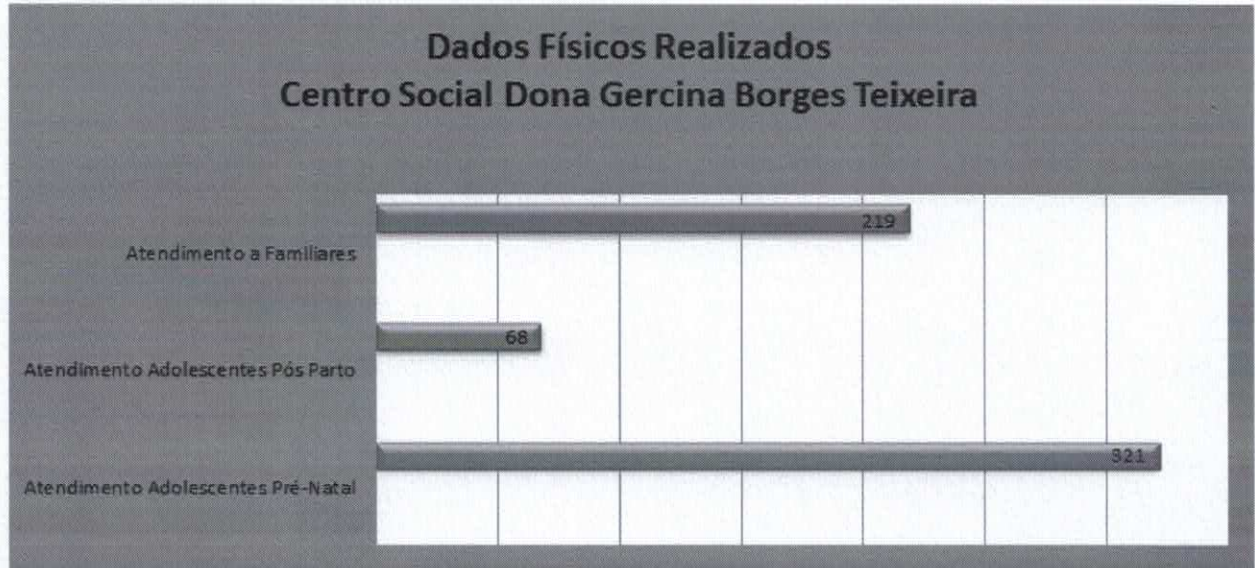 Dados Físicos Realizados
Centro Social Dona Gercina Borges Teixeira
Atendimento a Familiares
219
Atendimento Adolescentes Pós Parto
68
Atendimento Adolescentes Pré-Natal
321